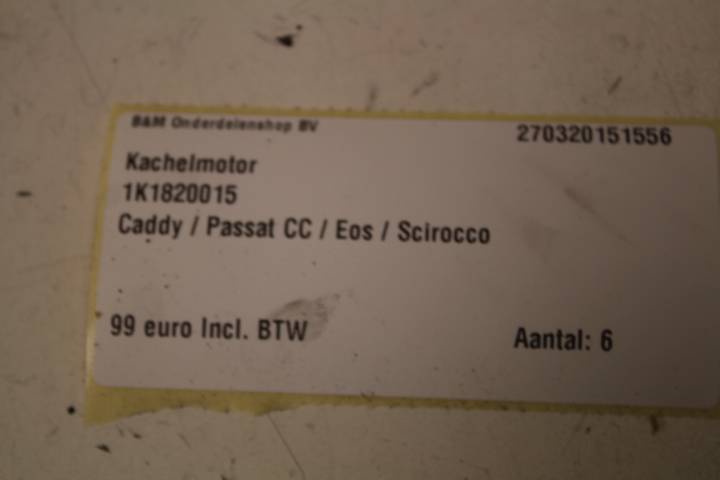 B&M Onderdelenshop BV
270320151556
Kachelmotor
1K1820015
Caddy / Passat CC / Eos / Scirocco
99 euro Incl. BTW
Aantal: 6